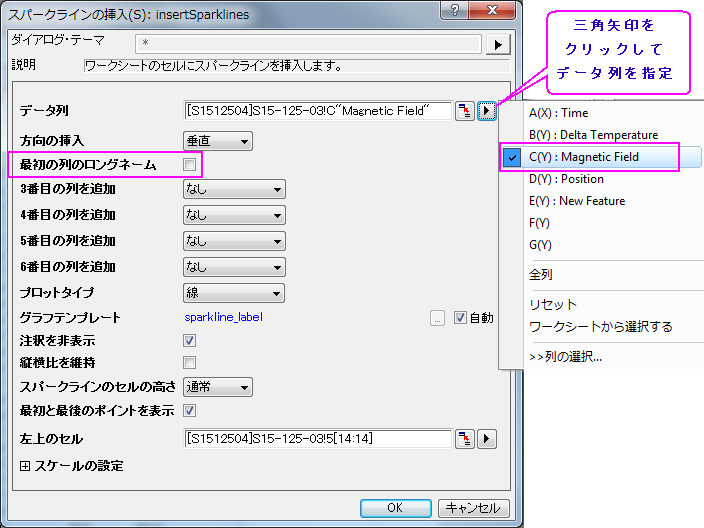 スパークラインの挿入(S): insertSparklines
ダイアログ・テーマ *
説明 ワークシートのセルにスパークラインを挿入します。
データ列 [S1512504]S15-125-03!C"Magnetic Field"
方向の挿入 垂直
最初の列のロングネーム
3番目の列を追加 なし
4番目の列を追加 なし
5番目の列を追加 なし
6番目の列を追加 なし
プロットタイプ 線
グラフテンプレート sparkline_label ... 自動
注釈を非表示
縦横比を維持
スパークラインのセルの高さ 通常
最初と最後のポイントを表示
左上のセル [S1512504]S15-125-03!5[14:14]
スケールの設定
OK キャンセル
三角矢印を
クリックして
データ列を指定
A(X) : Time
B(Y) : Delta Temperature
C(Y) : Magnetic Field
D(Y) : Position
E(Y) : New Feature
F(Y)
G(Y)
全列
リセット
ワークシートから選択する
>>列の選択...